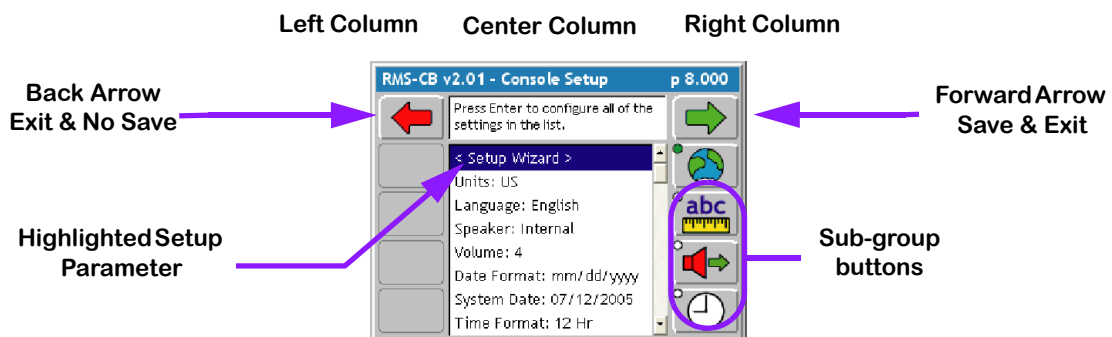 Left Column Center Column Right Column
RMS-CB v2.01 - Console Setup p 8.000
Back Arrow
Exit & No Save
Press Enter to configure all of the
settings in the list.
Forward Arrow
Save & Exit
< Setup Wizard >
Units: US
Language: English
Speaker: Internal
Volume: 4
Date Format: mm/dd/yyyy
System Date: 07/12/2005
Time Format: 12 Hr
abc
Highlighted Setup
Parameter
Sub-group
buttons